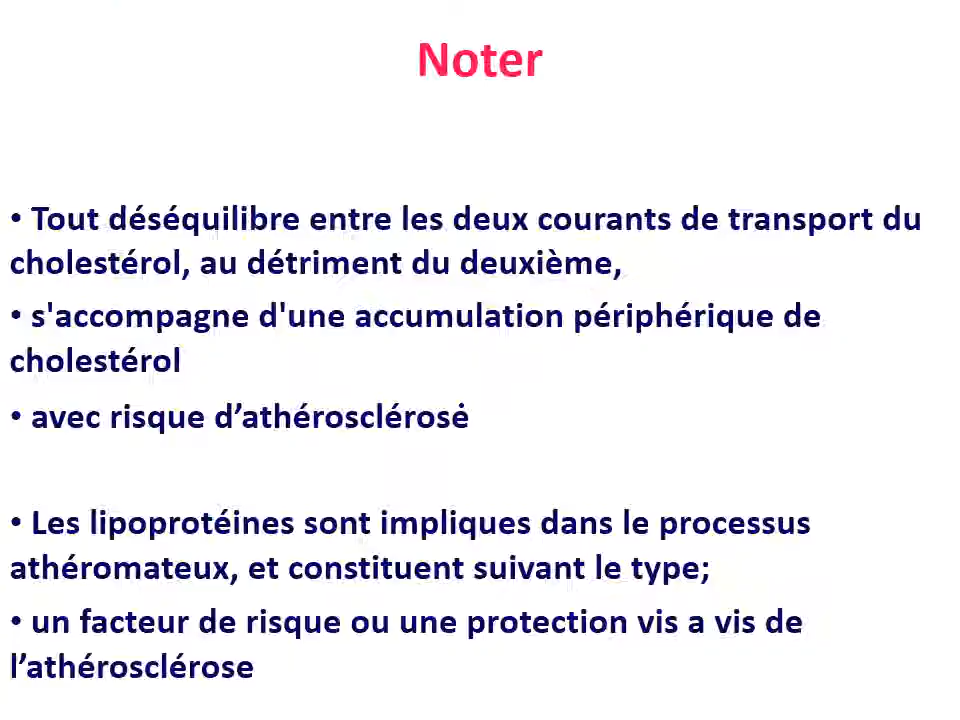 Noter
• Tout déséquilibre entre les deux courants de transport du
cholestérol, au détriment du deuxième,
• s'accompagne d'une accumulation périphérique de
cholestérol
• avec risque d’athérosclérosė
• Les lipoprotéines sont impliques dans le processus
athéromateux, et constituent suivant le type;
• un facteur de risque ou une protection vis a vis de
l’athérosclérose